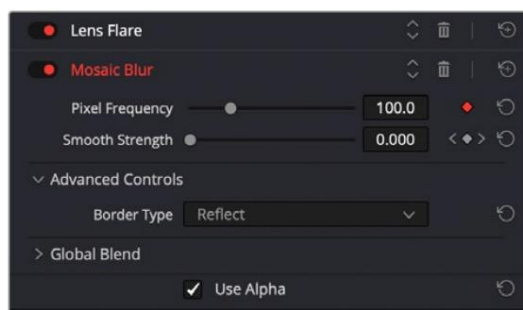 Lens Flare
Mosaic Blur
Pixel Frequency 100.0
Smooth Strength 0.000
Advanced Controls
Border Type Reflect
Global Blend
Use Alpha